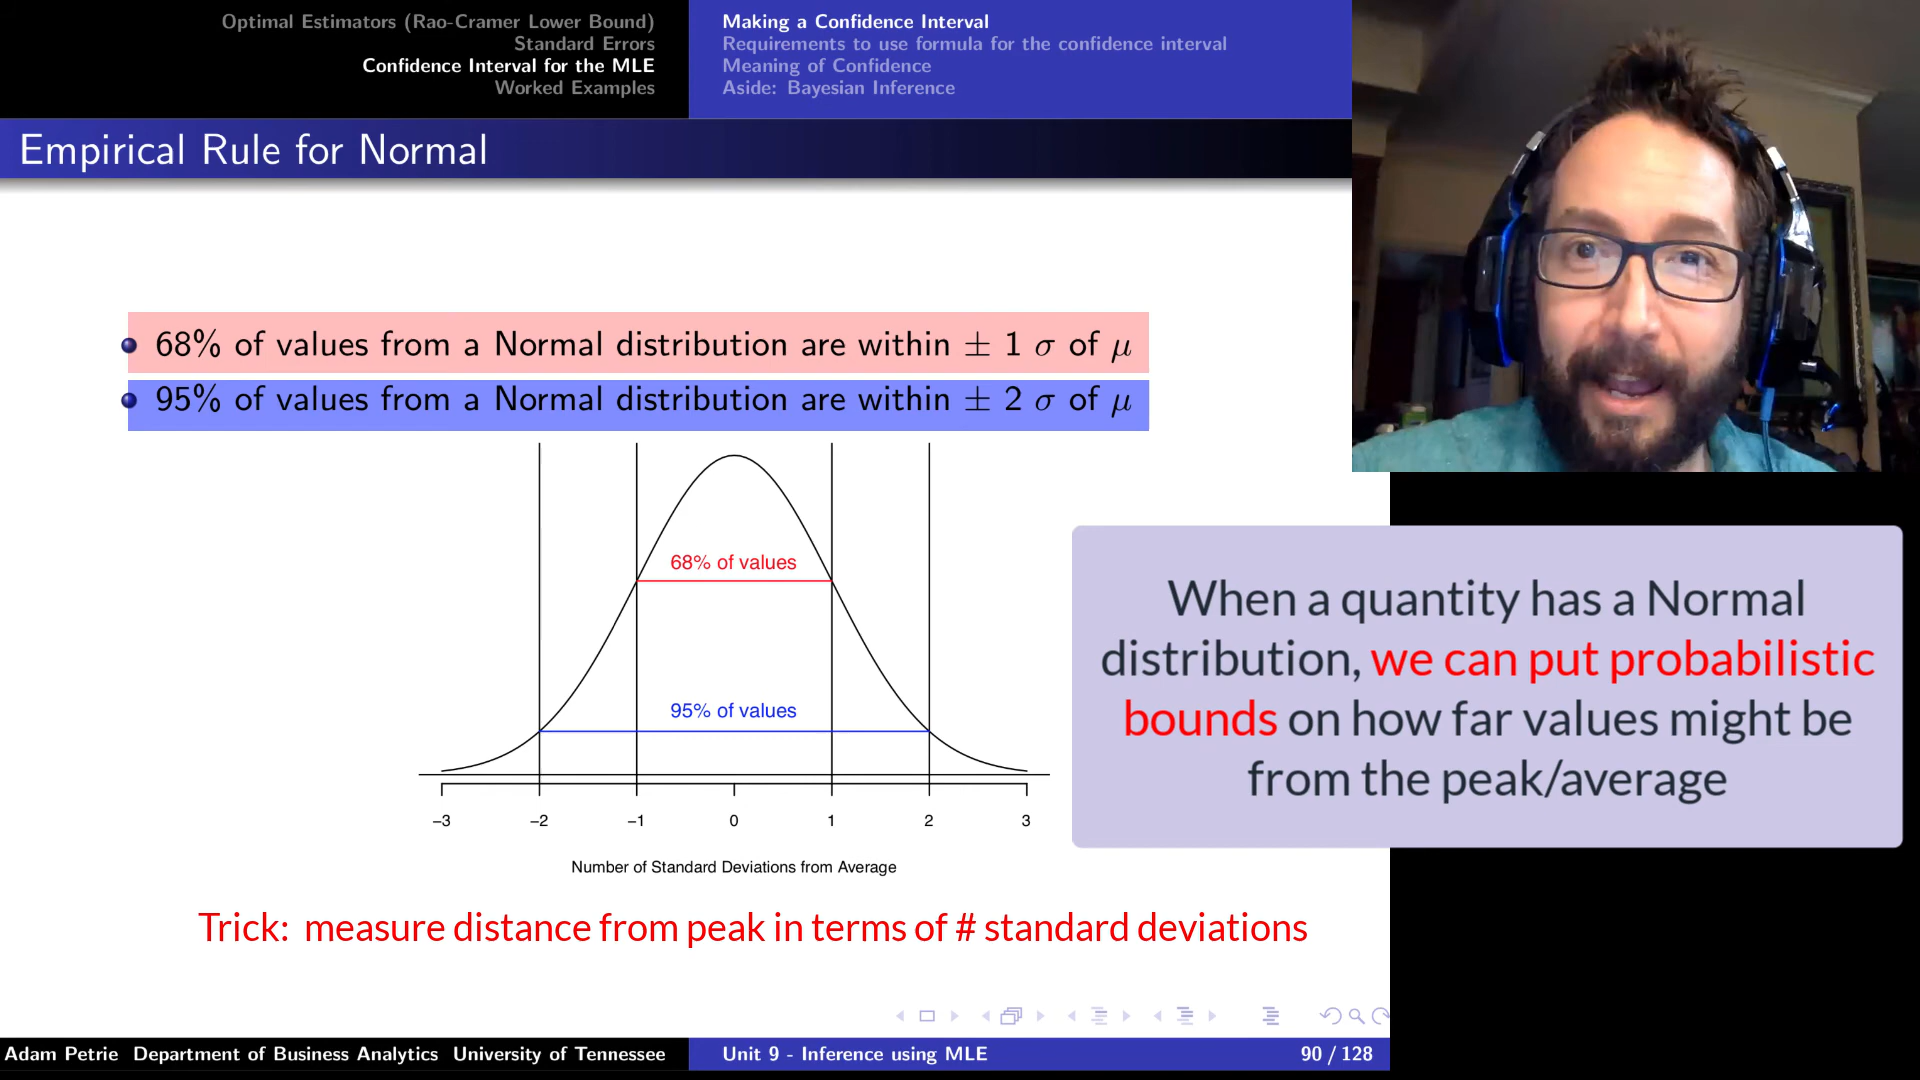 Optimal Estimators (Rao-Cramer Lower Bound)
Standard Errors
Confidence Interval for the MLE
Worked Examples
Making a Confidence Interval
Requirements to use formula for the confidence interval
Meaning of Confidence
Aside: Bayesian Inference
Empirical Rule for Normal
68% of values from a Normal distribution are within ± 1 σ of μ
95% of values from a Normal distribution are within ± 2 σ of μ
68% of values
95% of values
−3 −2 −1 0 1 2 3
Number of Standard Deviations from Average
When a quantity has a Normal
distribution, we can put probabilistic
bounds on how far values might be
from the peak/average
Trick: measure distance from peak in terms of # standard deviations
Adam Petrie Department of Business Analytics University of Tennessee
Unit 9 - Inference using MLE
90 / 128